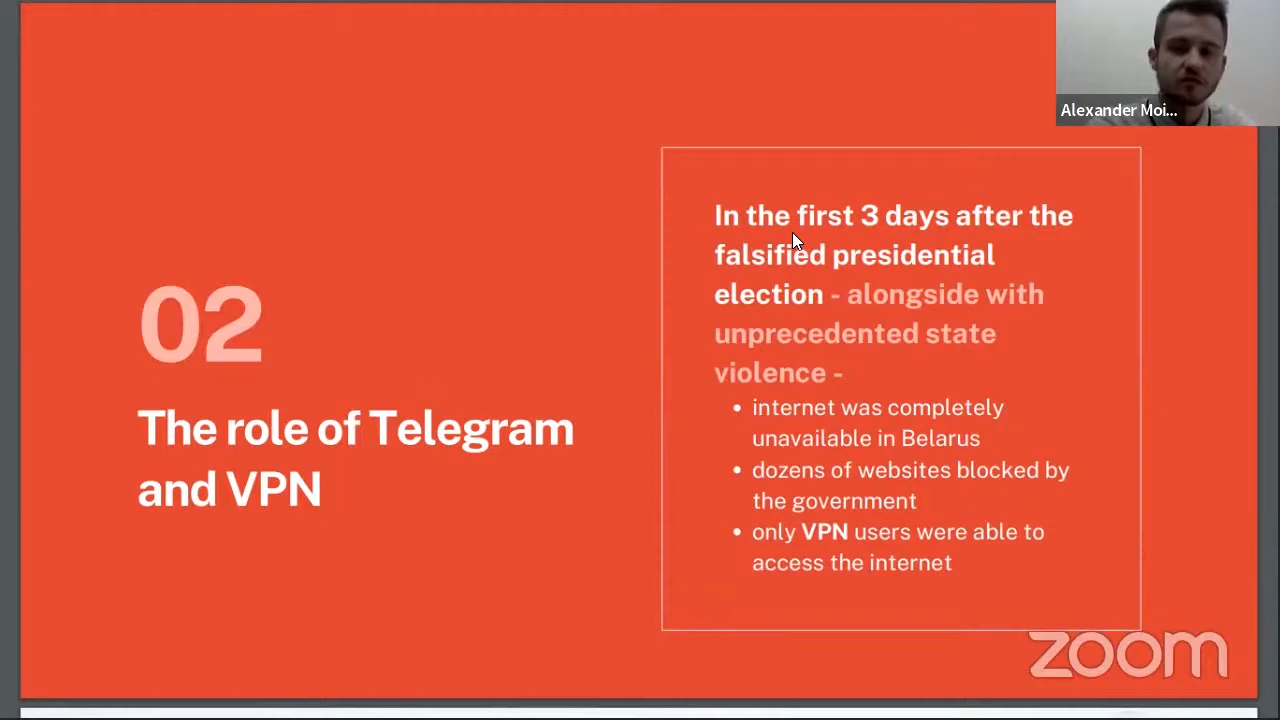 Alexander Moi...
02
The role of Telegram
and VPN
In the first 3 days after the
falsified presidential
election - alongside with
unprecedented state
violence -
• internet was completely
unavailable in Belarus
• dozens of websites blocked by
the government
• only VPN users were able to
access the internet
zoom